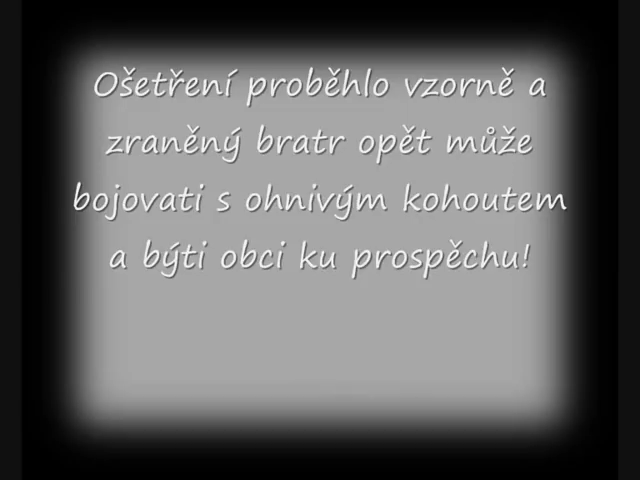 Ošetření proběhlo vzorně a
zraněný bratr opět může
bojovati s ohnivým kohoutem
a býti obci ku prospěchu!